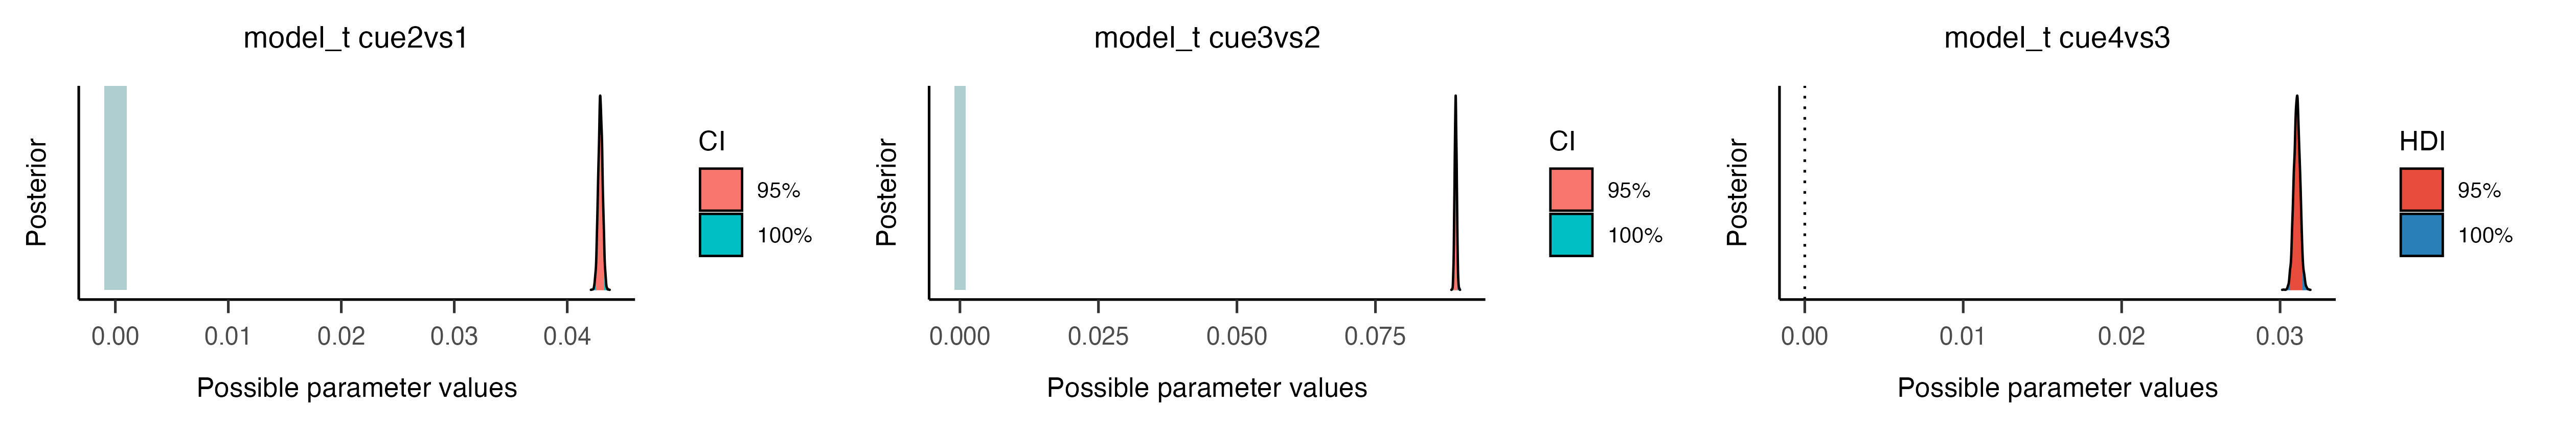 model_t cue2vs1
Posterior
0.00 0.01 0.02 0.03 0.04
Possible parameter values
CI
95%
100%
model_t cue3vs2
Posterior
0.000 0.025 0.050 0.075
Possible parameter values
CI
95%
100%
model_t cue4vs3
Posterior
0.00 0.01 0.02 0.03
Possible parameter values
HDI
95%
100%